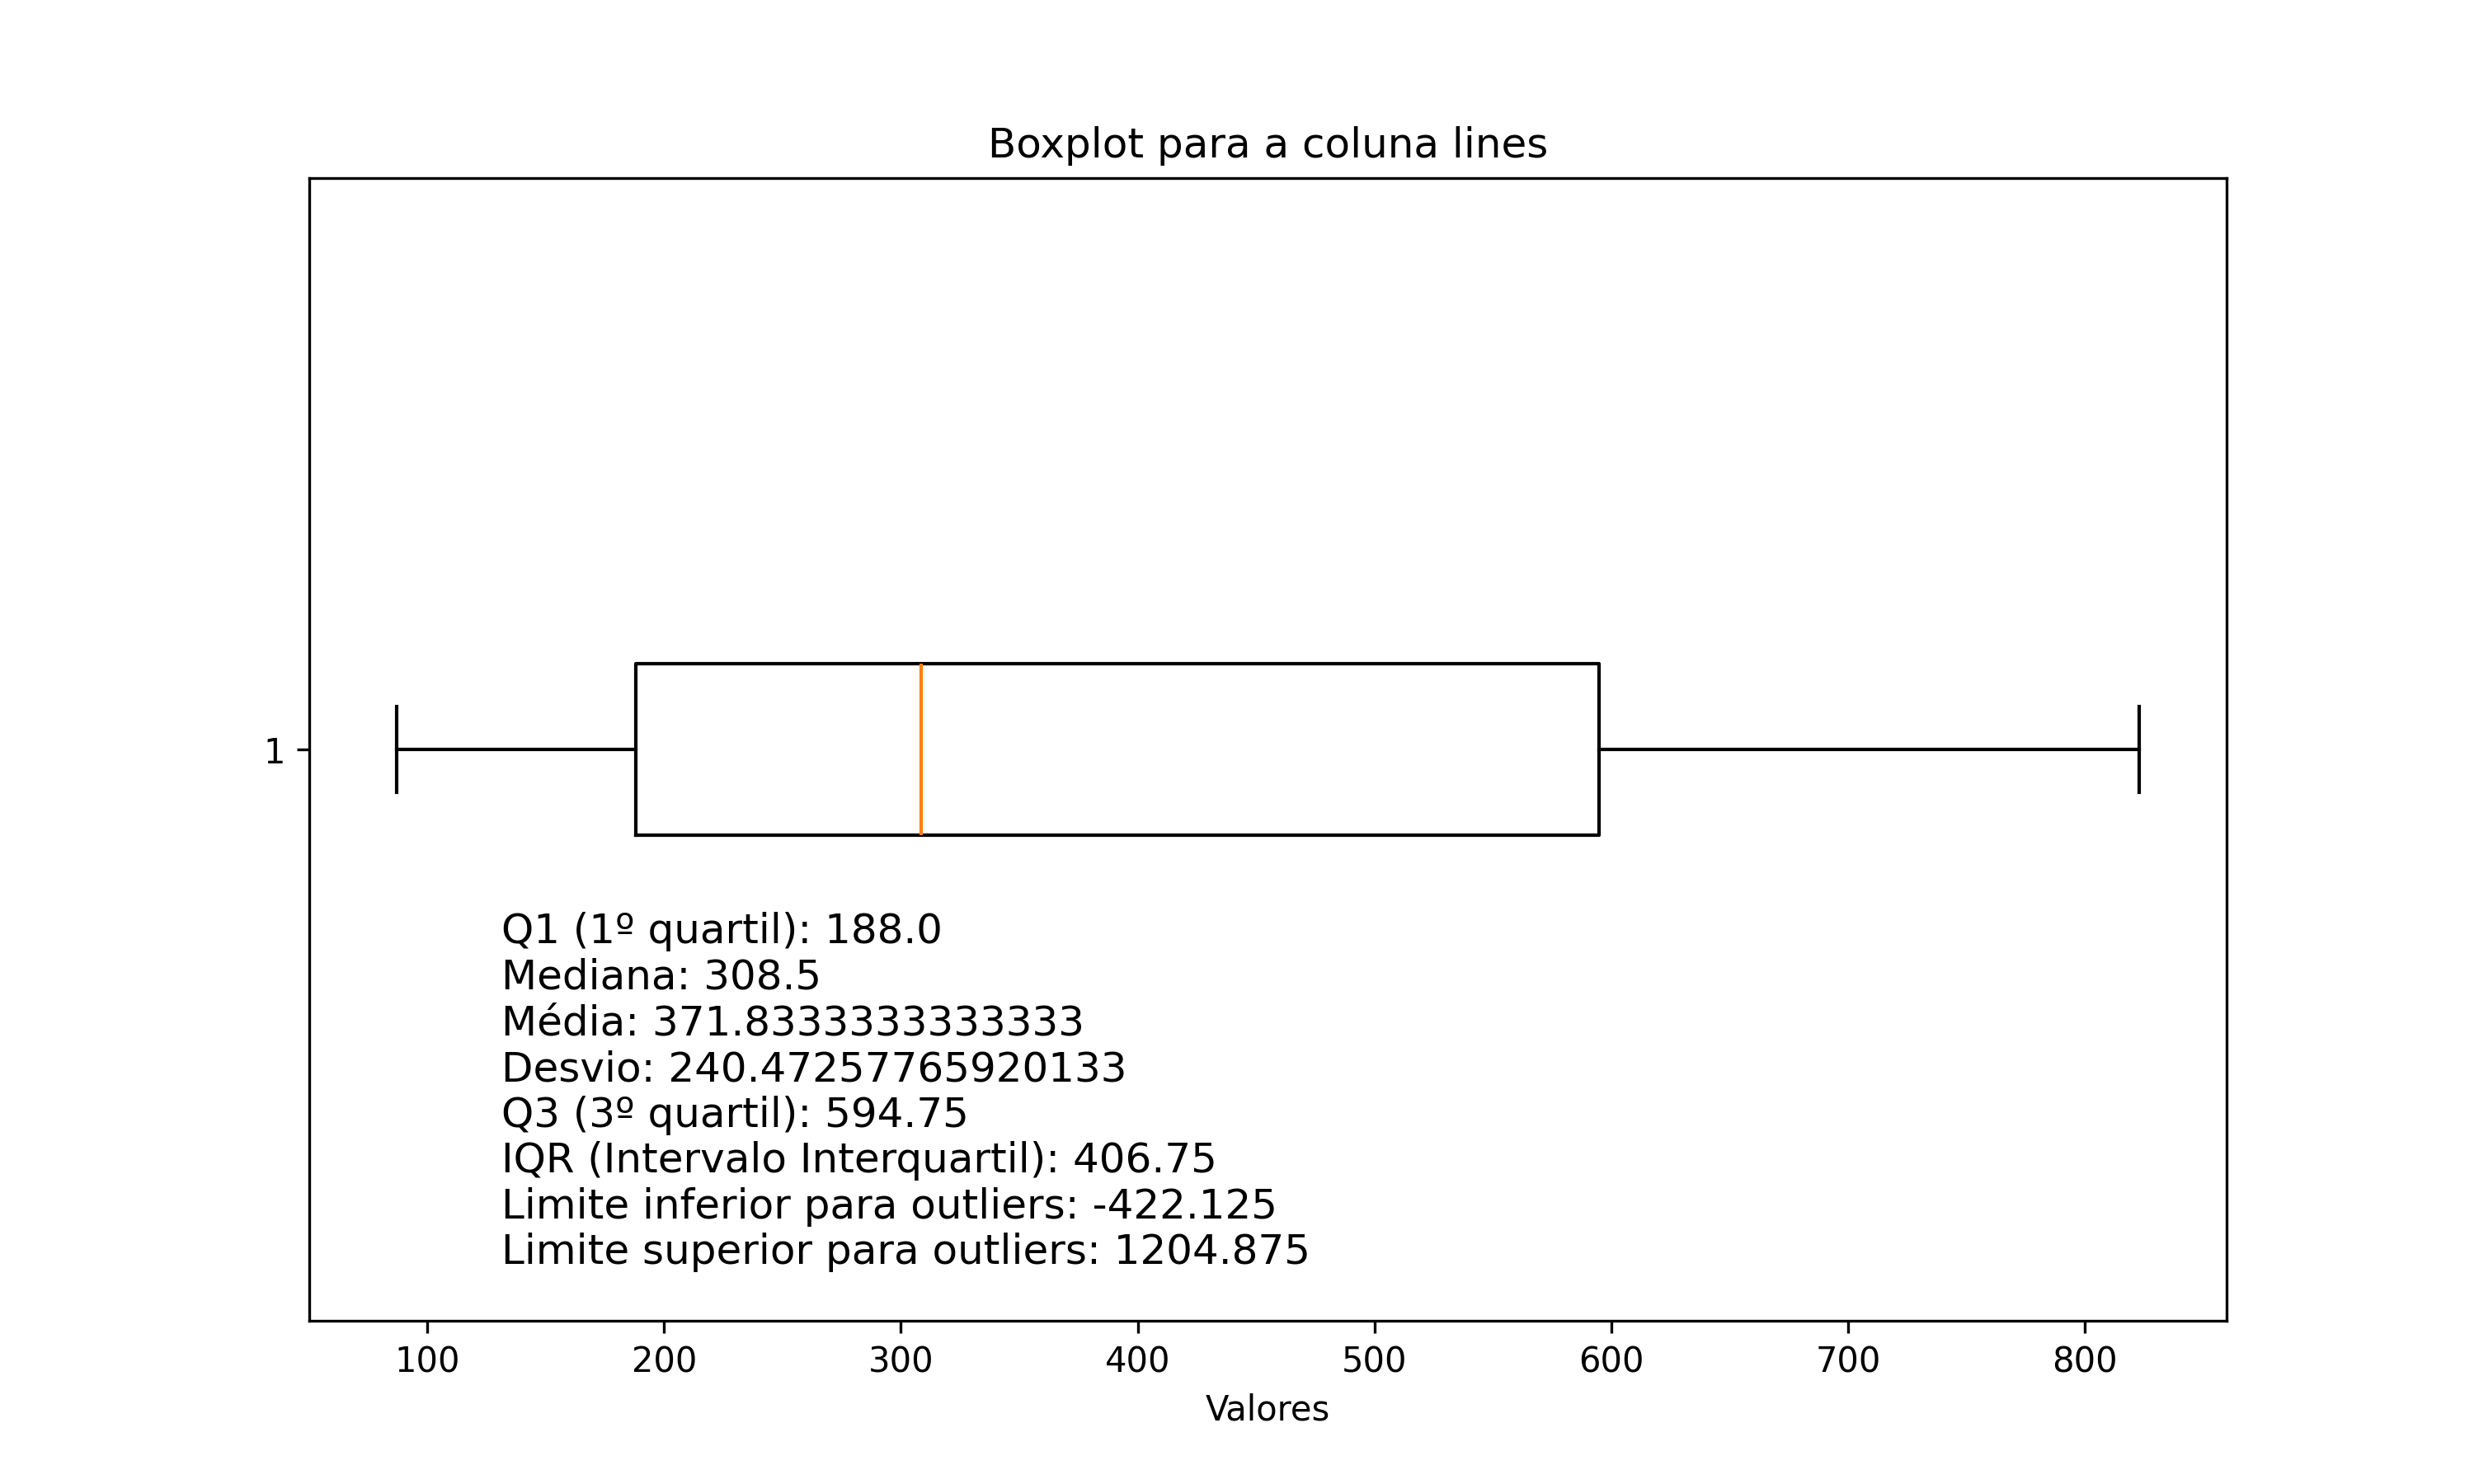 Boxplot para a coluna lines
1
Q1 (1º quartil): 188.0
Mediana: 308.5
Média: 371.8333333333333
Desvio: 240.47257765920133
Q3 (3º quartil): 594.75
IQR (Intervalo Interquartil): 406.75
Limite inferior para outliers: -422.125
Limite superior para outliers: 1204.875
100 200 300 400 500 600 700 800
Valores